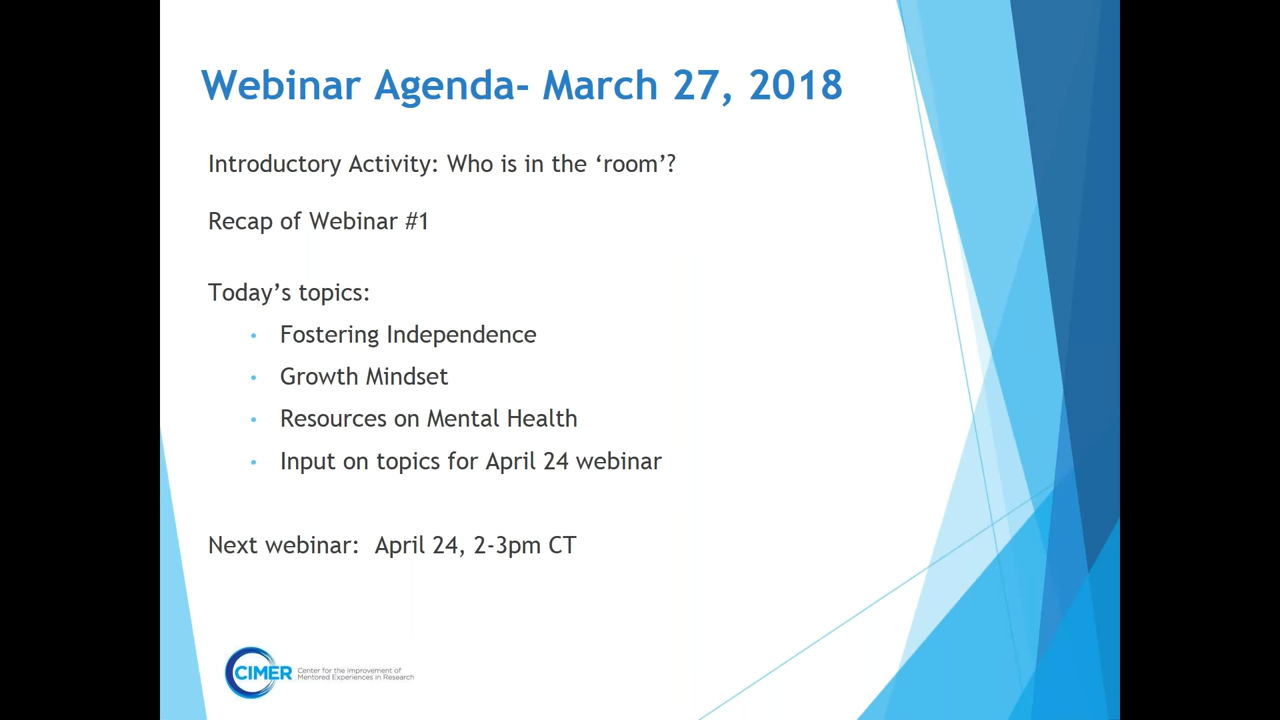 Webinar Agenda- March 27, 2018
Introductory Activity: Who is in the ‘room’?
Recap of Webinar #1
Today’s topics:
• Fostering Independence
• Growth Mindset
• Resources on Mental Health
• Input on topics for April 24 webinar
Next webinar:  April 24, 2-3pm CT
CIMER
Center for the Improvement of
Mentored Experiences in Research